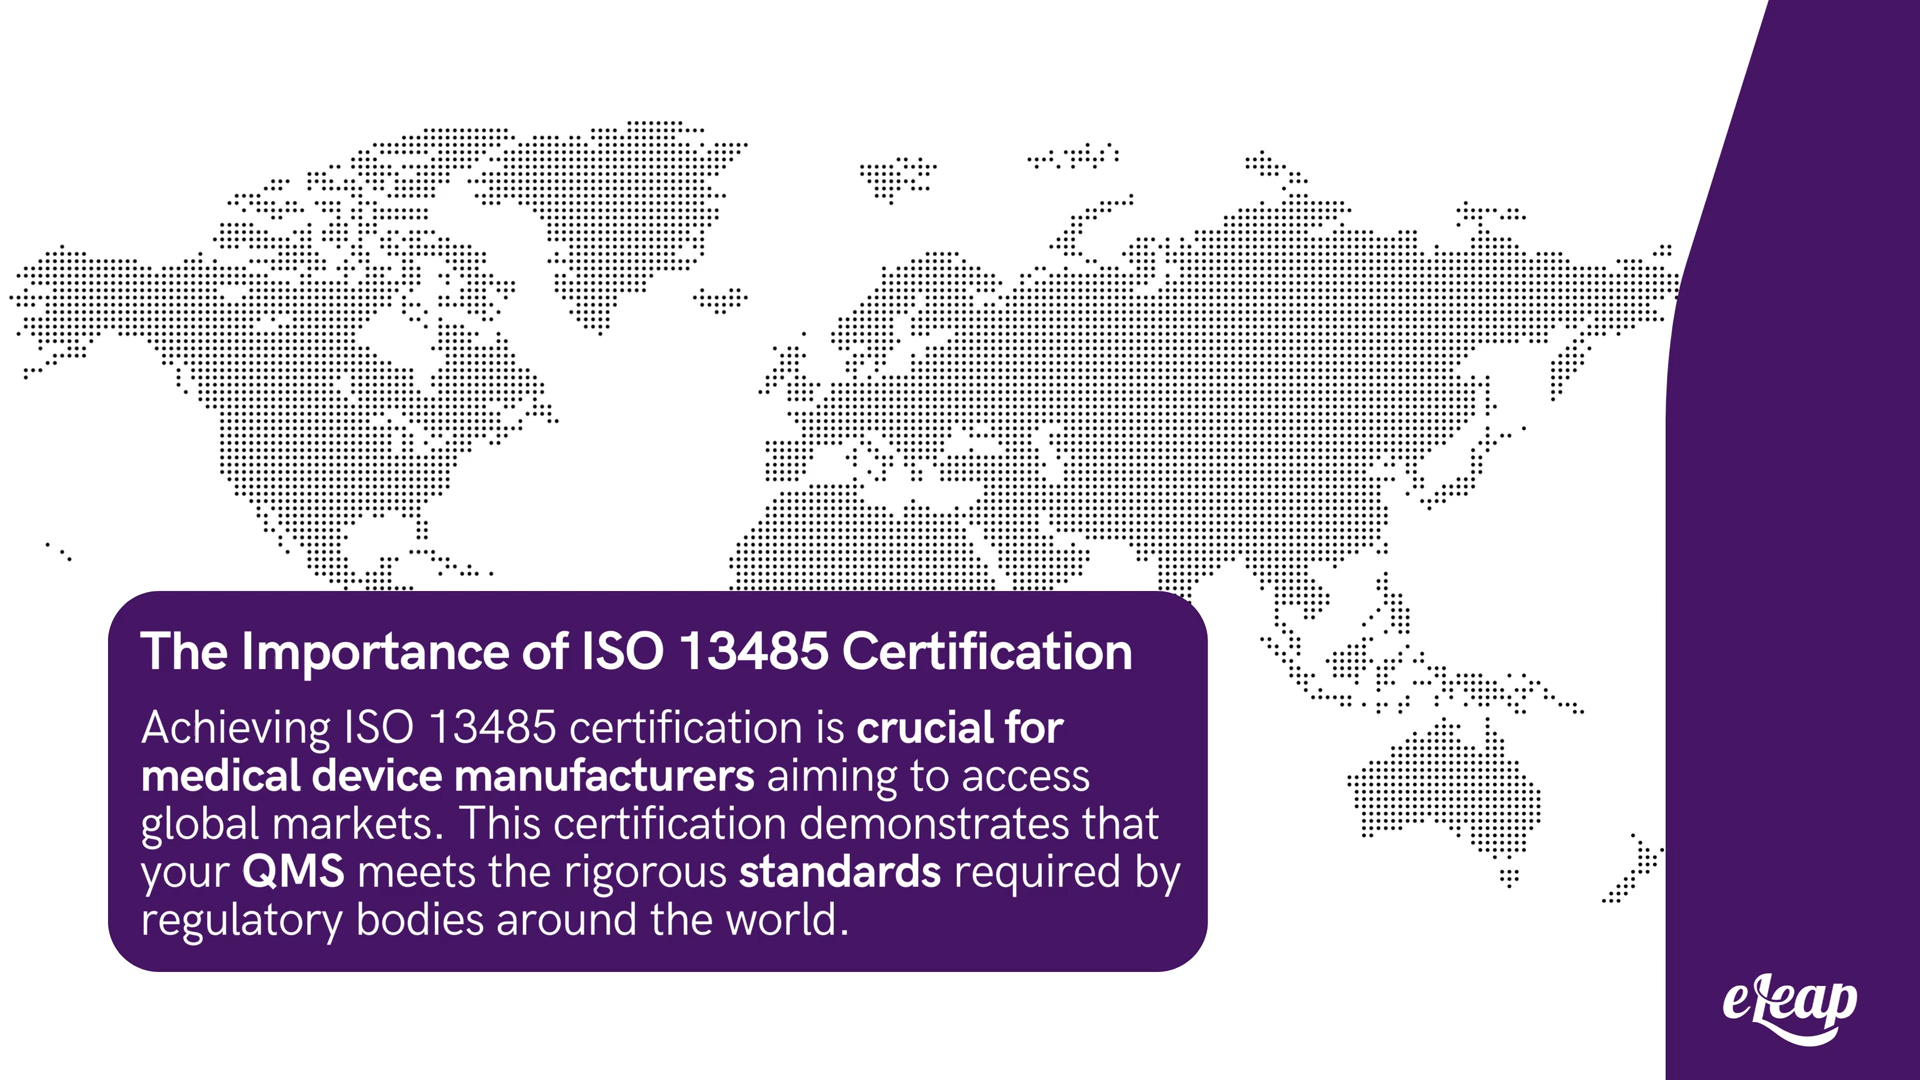 The Importance of ISO 13485 Certification
Achieving ISO 13485 certification is crucial for
medical device manufacturers aiming to access
global markets. This certification demonstrates that
your QMS meets the rigorous standards required by
regulatory bodies around the world.
eLeap